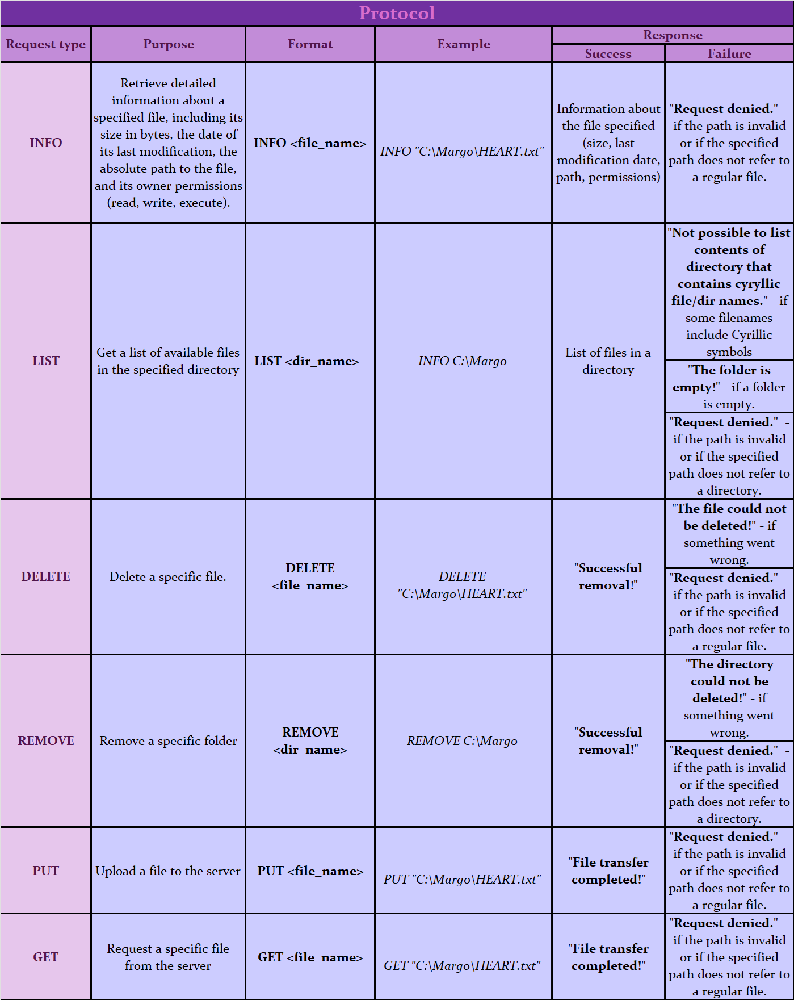 Protocol
Request type
Purpose
Format
Example
Response
Success
Failure
INFO
Retrieve detailed
information about a
specified file, including its
size in bytes, the date of
its last modification, the
absolute path to the file,
and its owner permissions
(read, write, execute).
INFO <file_name>
INFO "C:\Margo\HEART.txt"
Information about
the file specified
(size, last
modification date,
path, permissions)
"Request denied."  -
if the path is invalid
or if the specified
path does not refer to
a regular file.
LIST
Get a list of available files
in the specified directory
LIST <dir_name>
INFO C:\Margo
List of files in a
directory
"Not possible to list
contents of
directory that
contains cyryllic
file/dir names." - if
some filenames
include Cyrillic
symbols
"The folder is
empty!" - if a folder
is empty.
"Request denied."  -
if the path is invalid
or if the specified
path does not refer to
a directory.
DELETE
Delete a specific file.
DELETE
<file_name>
DELETE
"C:\Margo\HEART.txt"
"Successful
removal!"
"The file could not
be deleted!" - if
something went
wrong.
"Request denied."  -
if the path is invalid
or if the specified
path does not refer to
a regular file.
REMOVE
Remove a specific folder
REMOVE
<dir_name>
REMOVE C:\Margo
"Successful
removal!"
"The directory
could not be
deleted!" - if
something went
wrong.
"Request denied."  -
if the path is invalid
or if the specified
path does not refer to
a directory.
PUT
Upload a file to the server
PUT <file_name>
PUT "C:\Margo\HEART.txt"
"File transfer
completed!"
"Request denied."  -
if the path is invalid
or if the specified
path does not refer to
a regular file.
GET
Request a specific file
from the server
GET <file_name>
GET "C:\Margo\HEART.txt"
"File transfer
completed!"
"Request denied."  -
if the path is invalid
or if the specified
path does not refer to
a regular file.